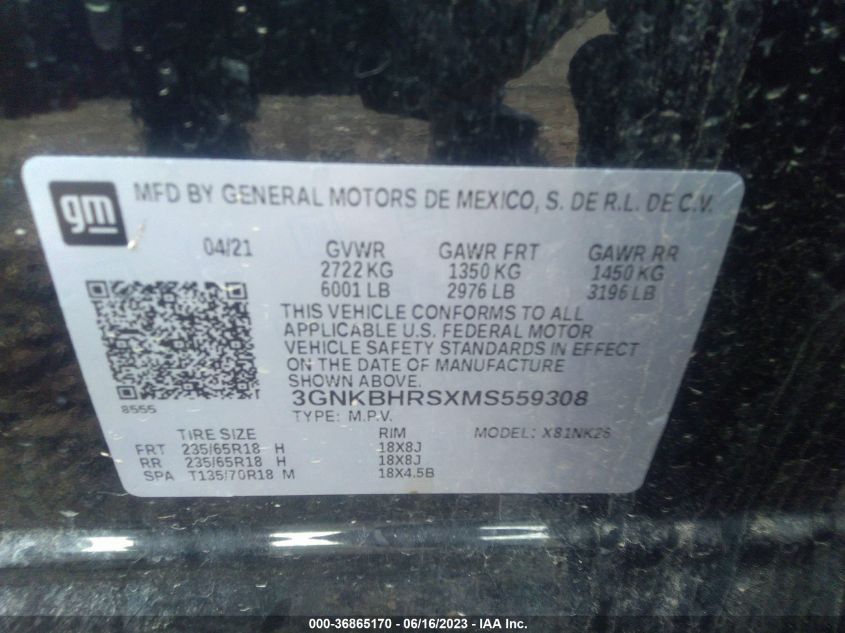 gm
MFD BY GENERAL MOTORS DE MEXICO, S. DE R.L. DE C.V.
04/21 GVWR GAWR FRT GAWR RR
2722 KG 1350 KG 1450 KG
6001 LB 2976 LB 3196 LB
THIS VEHICLE CONFORMS TO ALL
APPLICABLE U.S. FEDERAL MOTOR
VEHICLE SAFETY STANDARDS IN EFFECT
ON THE DATE OF MANUFACTURE
SHOWN ABOVE.
3GNKBHRSXMS559308
8555
TYPE: M.P.V.
TIRE SIZE RIM MODEL: X81NK26
FRT 235/65R18 H 18X8J
RR 235/65R18 H 18X8J
SPA T135/70R18 M 18X4.5B
000-36865170 - 06/16/2023 - IAA Inc.